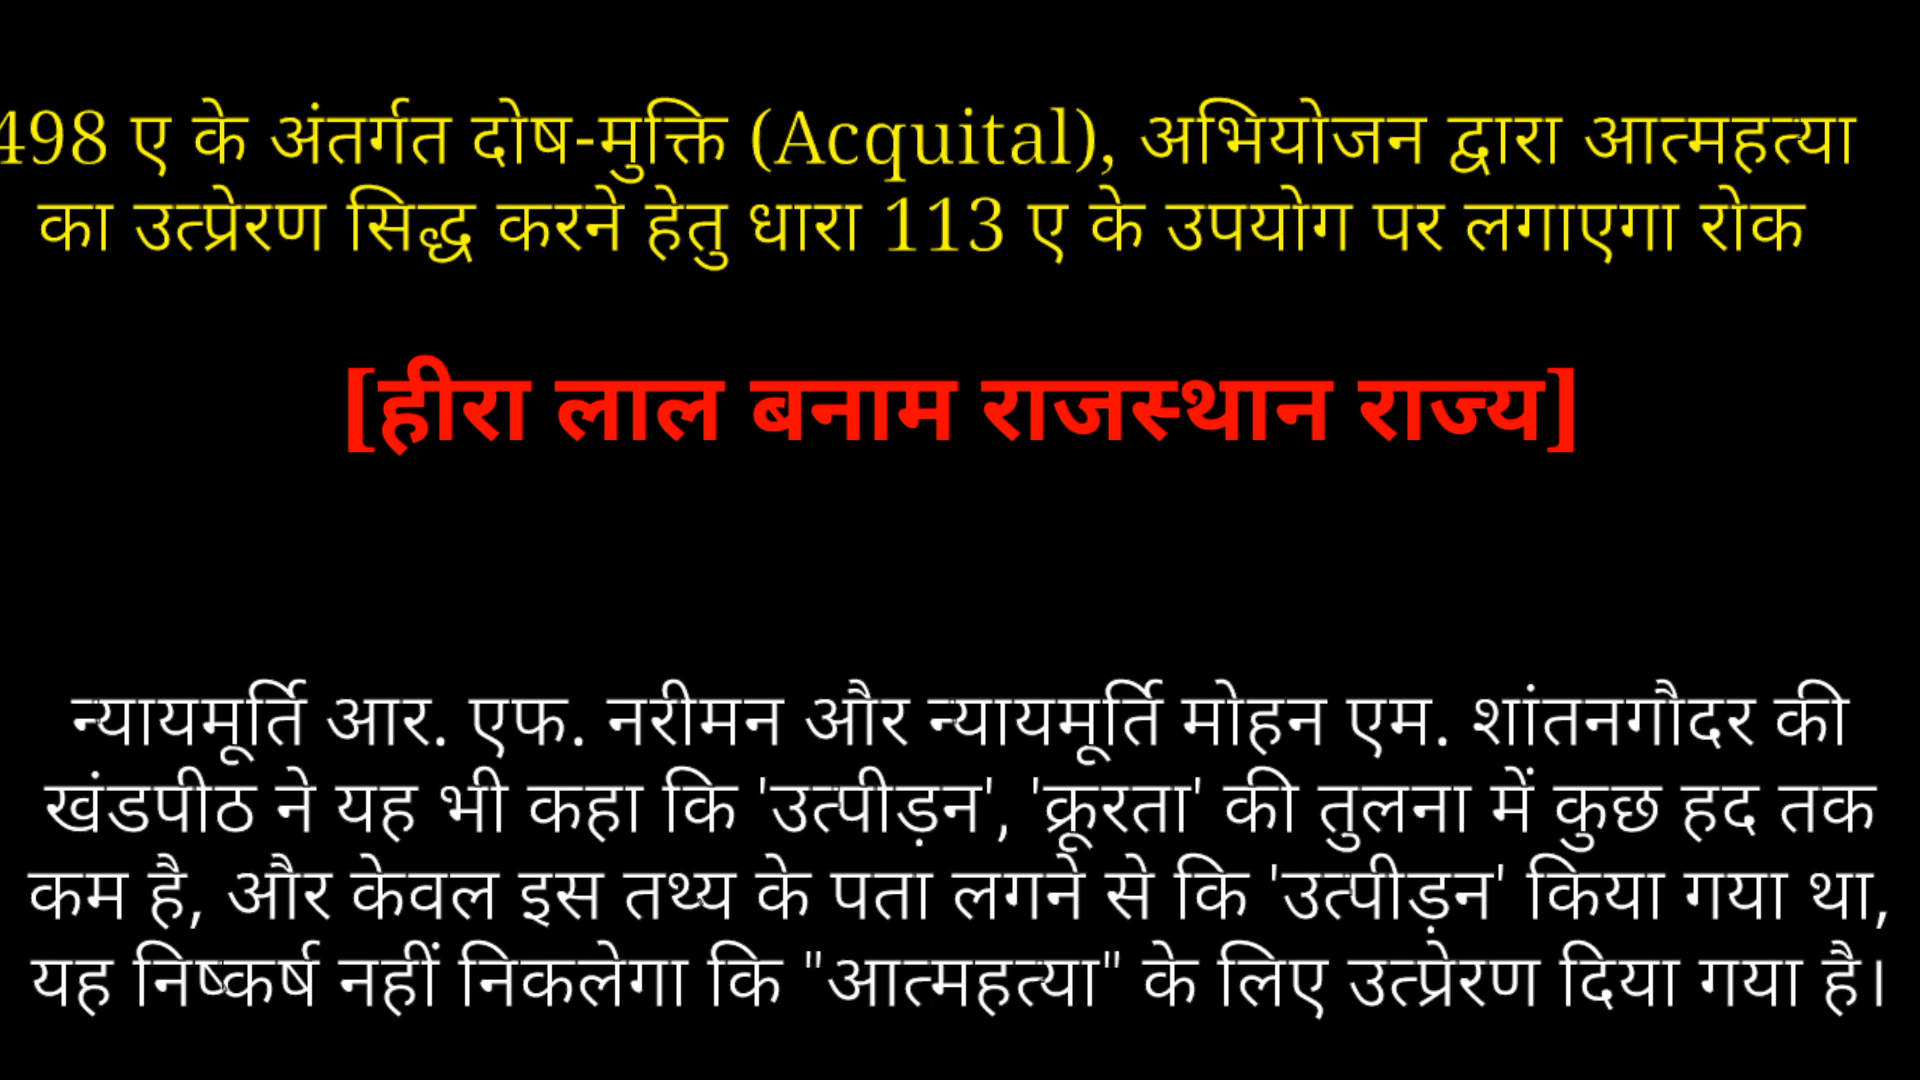 498 ए के अंतर्गत दोष-मुक्ति (Acquital), अभियोजन द्वारा आत्महत्या
का उत्प्रेरण सिद्ध करने हेतु धारा 113 ए के उपयोग पर लगाएगा रोक
[हीरा लाल बनाम राजस्थान राज्य]
न्यायमूर्ति आर. एफ. नरीमन और न्यायमूर्ति मोहन एम. शांतनगौदर की
खंडपीठ ने यह भी कहा कि 'उत्पीड़न', 'क्रूरता' की तुलना में कुछ हद तक
कम है, और केवल इस तथ्य के पता लगने से कि 'उत्पीड़न' किया गया था,
यह निष्कर्ष नहीं निकलेगा कि "आत्महत्या" के लिए उत्प्रेरण दिया गया है।